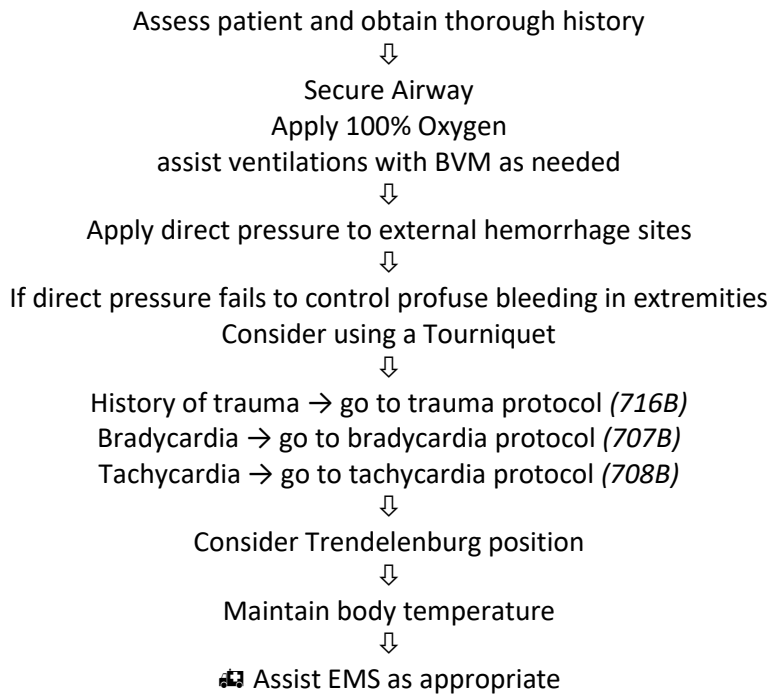 Assess patient and obtain thorough history
⇩
Secure Airway
Apply 100% Oxygen
assist ventilations with BVM as needed
⇩
Apply direct pressure to external hemorrhage sites
⇩
If direct pressure fails to control profuse bleeding in extremities
Consider using a Tourniquet
⇩
History of trauma → go to trauma protocol (716B)
Bradycardia → go to bradycardia protocol (707B)
Tachycardia → go to tachycardia protocol (708B)
⇩
Consider Trendelenburg position
⇩
Maintain body temperature
⇩
🚑 Assist EMS as appropriate